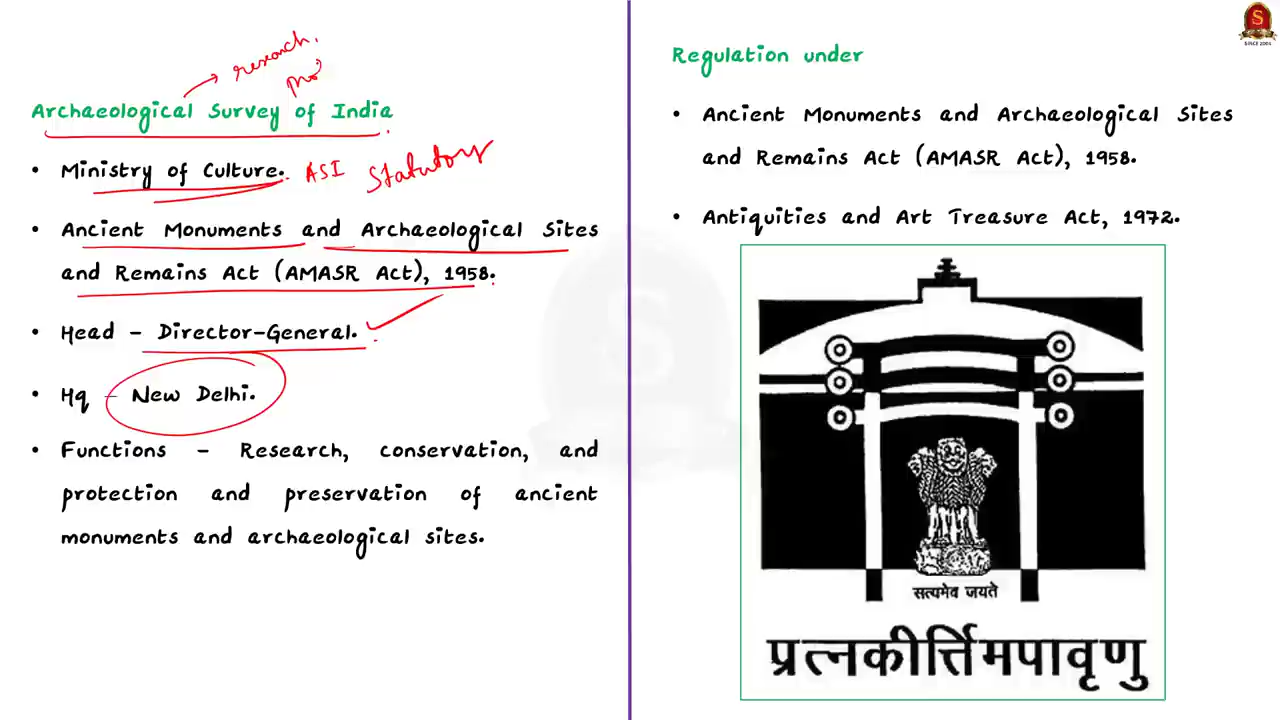 research,
Archaeological Survey of India
• Ministry of Culture. ASI Statutory
• Ancient Monuments and Archaeological Sites
and Remains Act (AMASR Act), 1958.
• Head - Director-General.
• Hq - New Delhi.
• Functions - Research, conservation, and
protection and preservation of ancient
monuments and archaeological sites.
Regulation under
• Ancient Monuments and Archaeological Sites
and Remains Act (AMASR Act), 1958.
• Antiquities and Art Treasure Act, 1972.
सत्यमेव जयते
प्रत्नकीर्त्तिमपावृणु
S
SINCE 2004